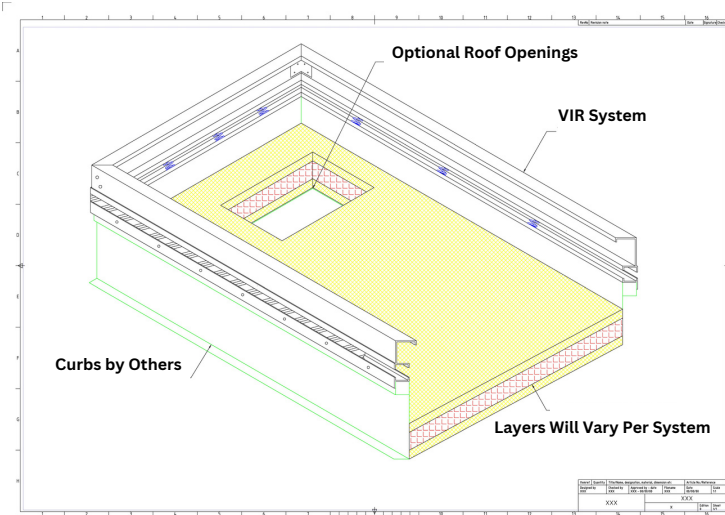 Optional Roof Openings
VIR System
Curbs by Others
Layers Will Vary Per System
XXX
XXX
X